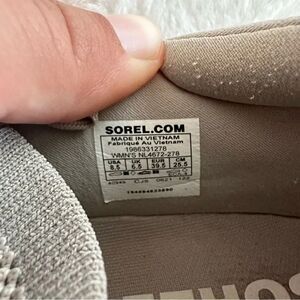 SOREL.COM
MADE IN VIETNAM
Fabriqué Au Vietnam
1986331278
WMN'S NL4672-278
USA UK EUR CM
8.5 6.5 39.5 25.5